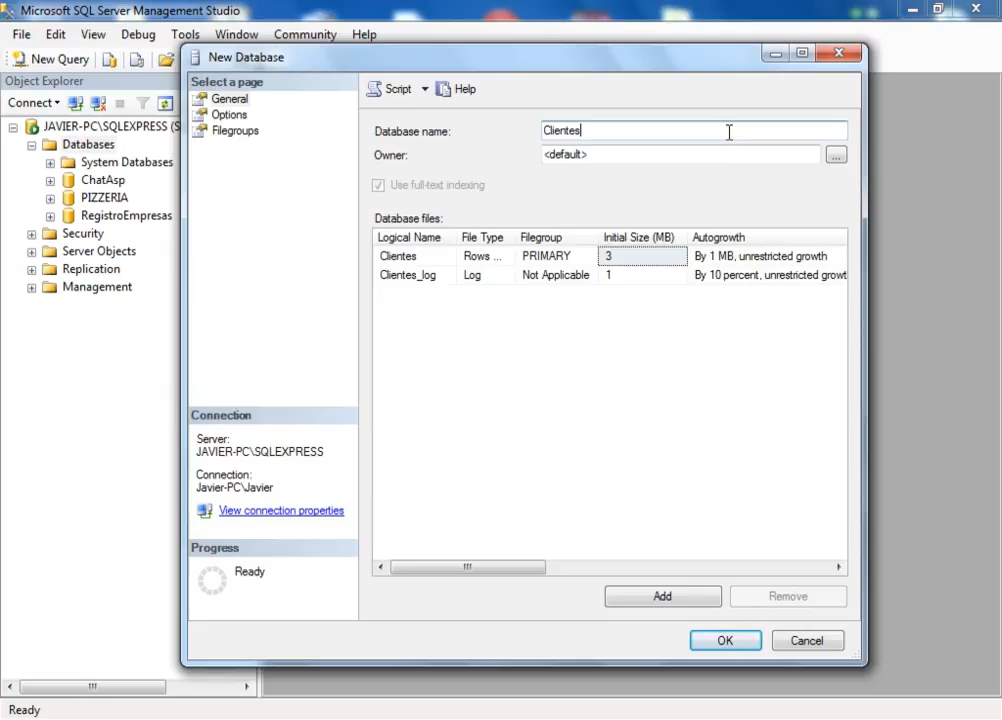 Microsoft SQL Server Management Studio
File Edit View Debug Tools Window Community Help
New Query
Object Explorer
Connect
JAVIER-PC\SQLEXPRESS (S
Databases
System Databases
ChatAsp
PIZZERIA
RegistroEmpresas
Security
Server Objects
Replication
Management
New Database
Select a page
General
Options
Filegroups
Connection
Server:
JAVIER-PC\SQLEXPRESS
Connection:
Javier-PC\Javier
View connection properties
Progress
Ready
Script Help
Database name: Clientes
Owner: <default> ...
Use full-text indexing
Database files:
Logical Name File Type Filegroup Initial Size (MB) Autogrowth
Clientes Rows ... PRIMARY 3 By 1 MB, unrestricted growth
Clientes_log Log Not Applicable 1 By 10 percent, unrestricted growt
Add Remove
OK Cancel
Ready